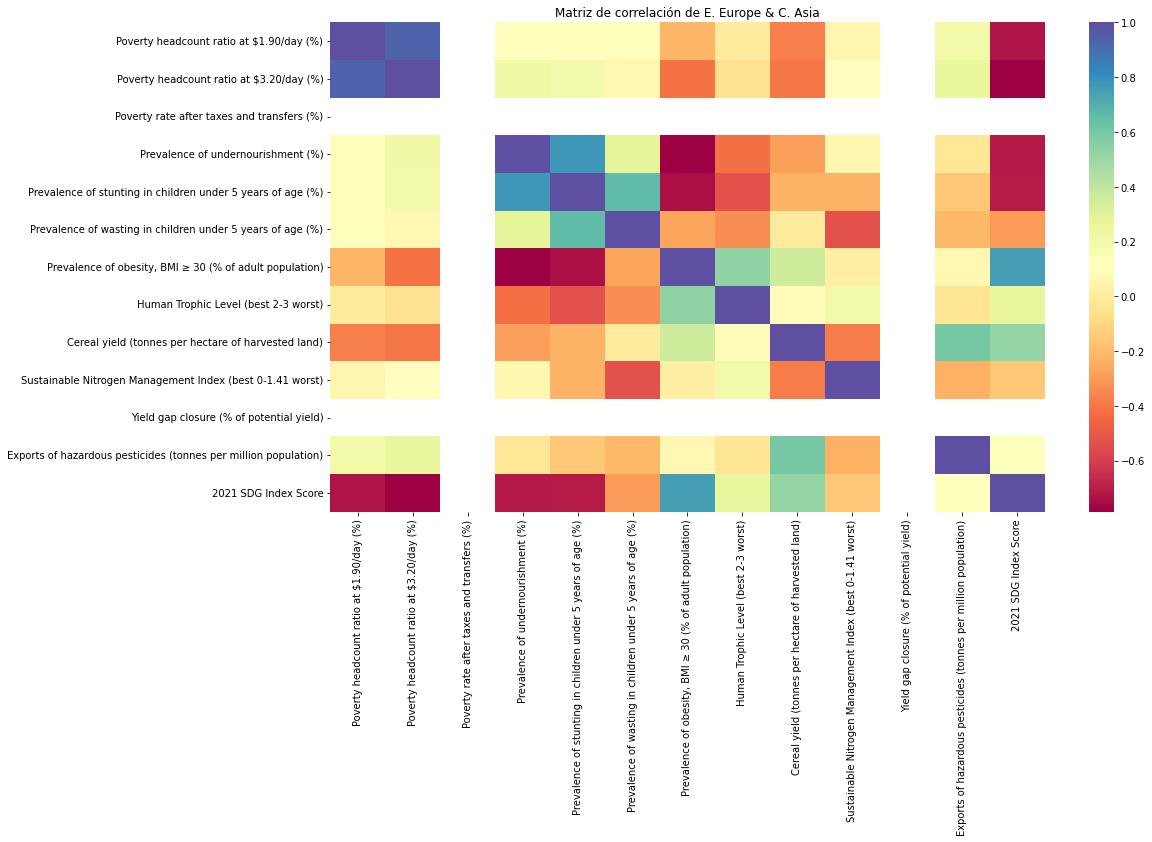 Matriz de correlación de E. Europe & C. Asia
Poverty headcount ratio at $1.90/day (%)
Poverty headcount ratio at $3.20/day (%)
Poverty rate after taxes and transfers (%)
Prevalence of undernourishment (%)
Prevalence of stunting in children under 5 years of age (%)
Prevalence of wasting in children under 5 years of age (%)
Prevalence of obesity, BMI ≥ 30 (% of adult population)
Human Trophic Level (best 2-3 worst)
Cereal yield (tonnes per hectare of harvested land)
Sustainable Nitrogen Management Index (best 0-1.41 worst)
Yield gap closure (% of potential yield)
Exports of hazardous pesticides (tonnes per million population)
2021 SDG Index Score
Poverty headcount ratio at $1.90/day (%)
Poverty headcount ratio at $3.20/day (%)
Poverty rate after taxes and transfers (%)
Prevalence of undernourishment (%)
Prevalence of stunting in children under 5 years of age (%)
Prevalence of wasting in children under 5 years of age (%)
Prevalence of obesity, BMI ≥ 30 (% of adult population)
Human Trophic Level (best 2-3 worst)
Cereal yield (tonnes per hectare of harvested land)
Sustainable Nitrogen Management Index (best 0-1.41 worst)
Yield gap closure (% of potential yield)
Exports of hazardous pesticides (tonnes per million population)
2021 SDG Index Score
1.0
0.8
0.6
0.4
0.2
0.0
−0.2
−0.4
−0.6